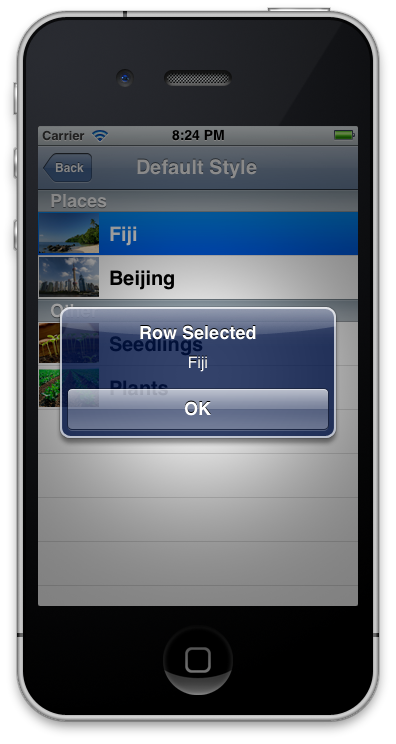 Carrier 8:24 PM
Back Default Style
Places
Fiji
Beijing
Other
Row Selected
Seedlings
Fiji
Plants
OK